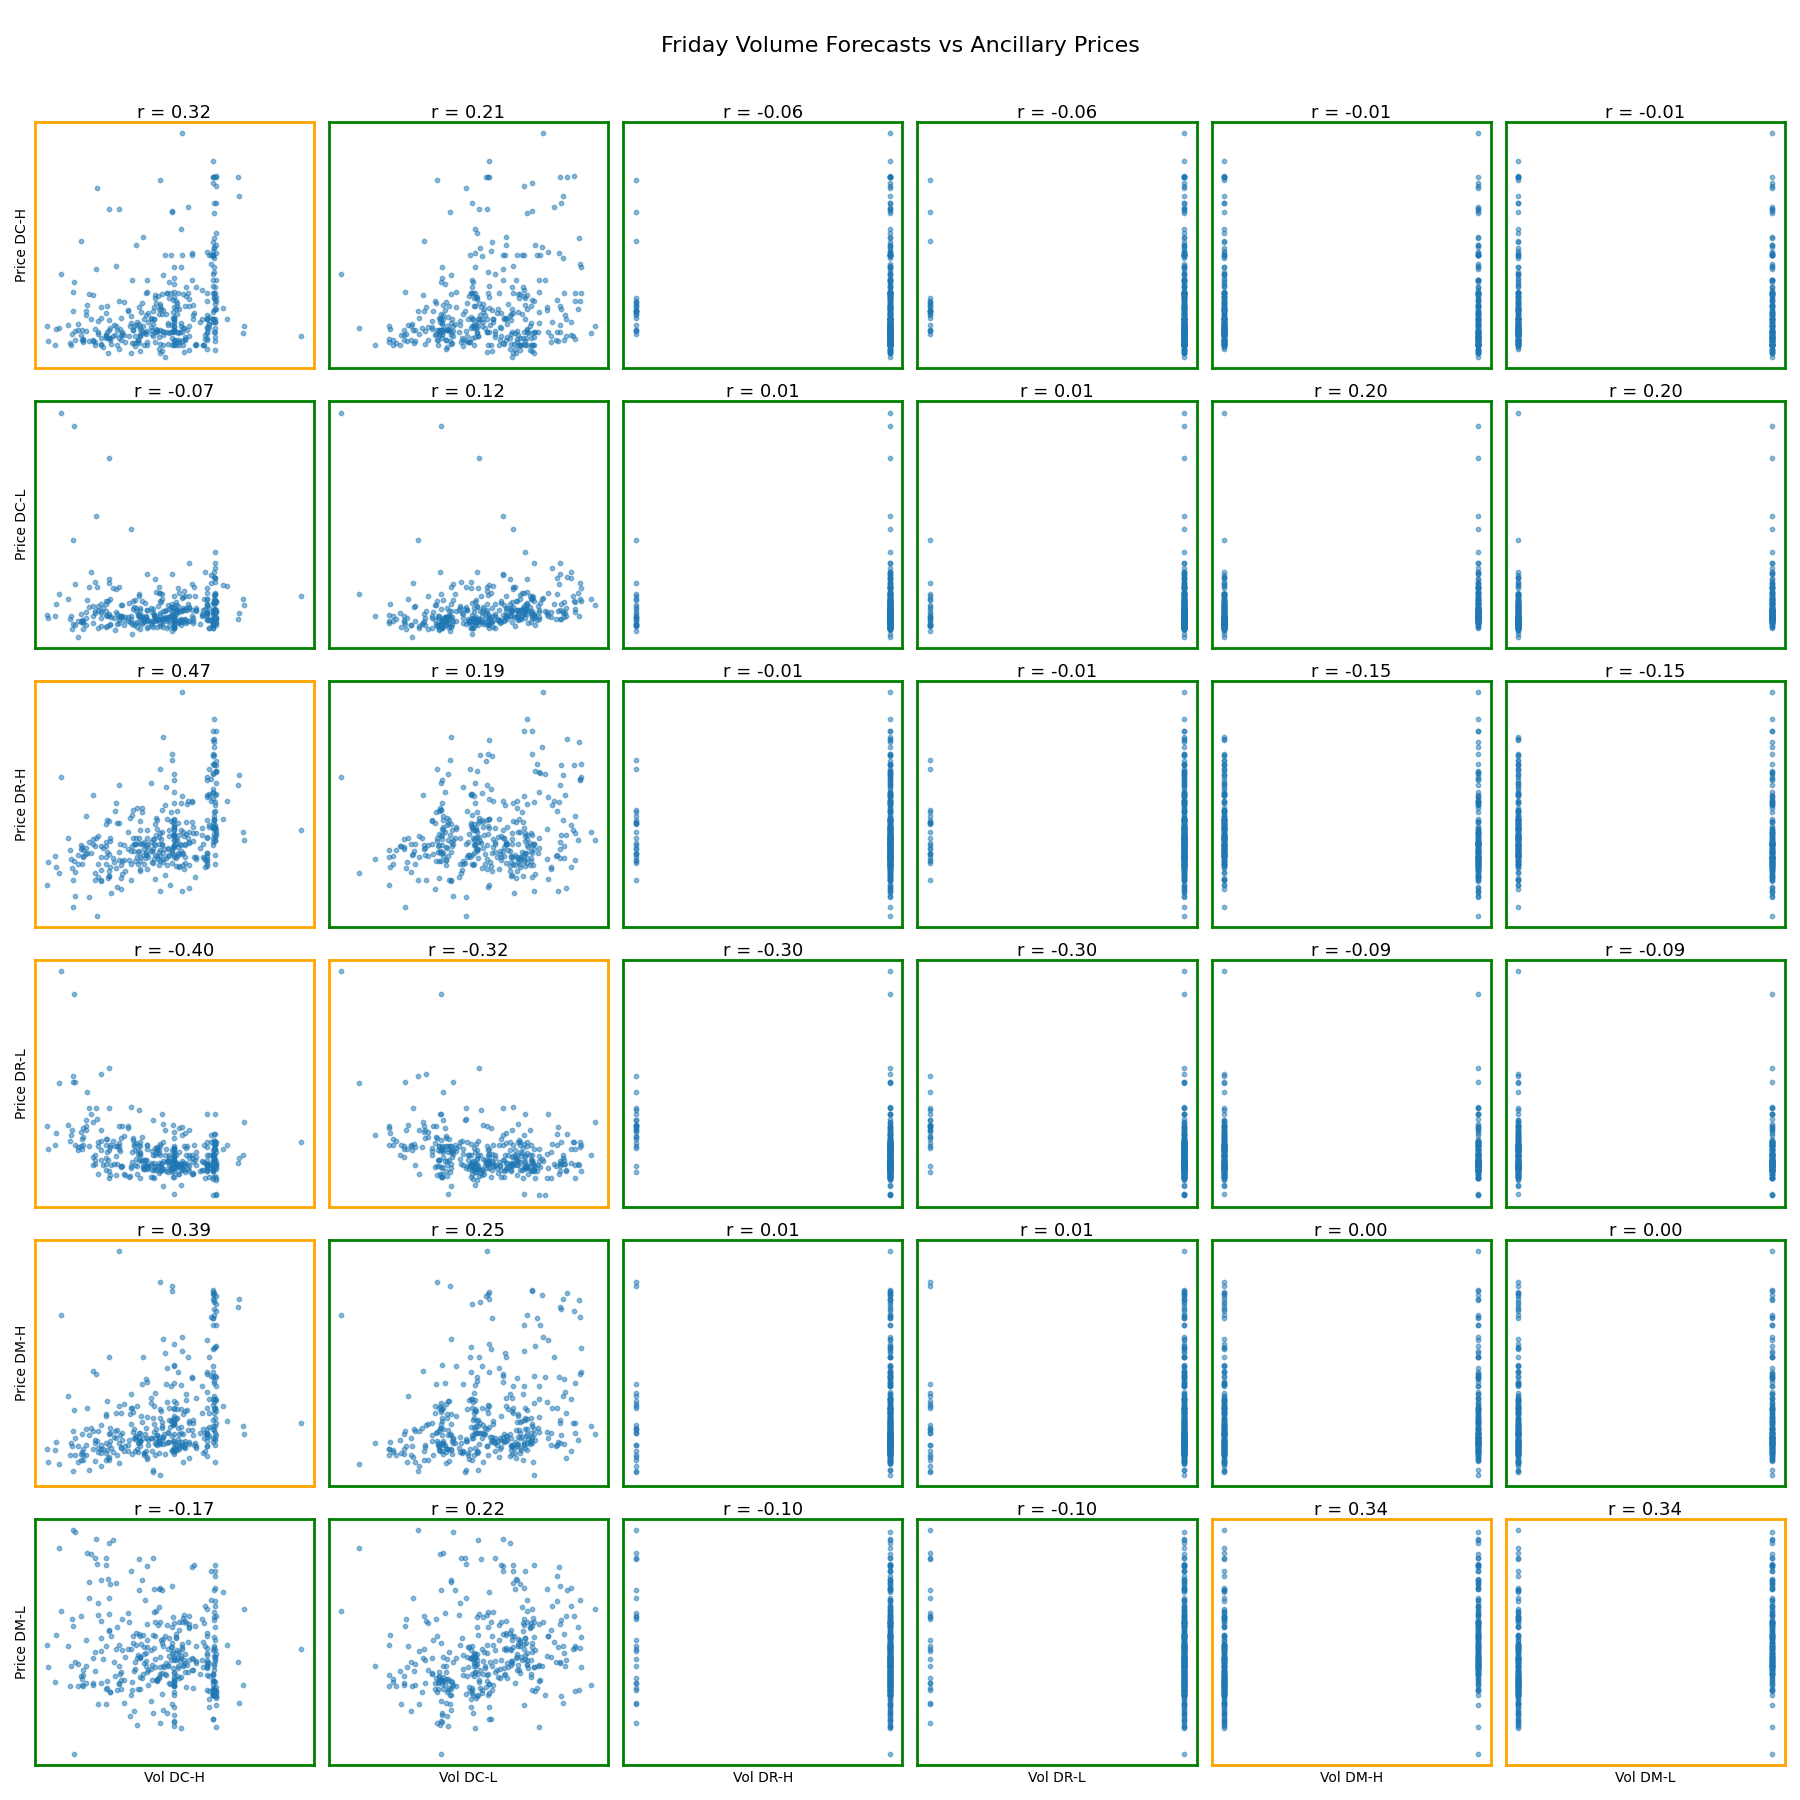 Friday Volume Forecasts vs Ancillary Prices
r = 0.32 r = 0.21 r = -0.06 r = -0.06 r = -0.01 r = -0.01
Price DC-H
r = -0.07 r = 0.12 r = 0.01 r = 0.01 r = 0.20 r = 0.20
Price DC-L
r = 0.47 r = 0.19 r = -0.01 r = -0.01 r = -0.15 r = -0.15
Price DR-H
r = -0.40 r = -0.32 r = -0.30 r = -0.30 r = -0.09 r = -0.09
Price DR-L
r = 0.39 r = 0.25 r = 0.01 r = 0.01 r = 0.00 r = 0.00
Price DM-H
r = -0.17 r = 0.22 r = -0.10 r = -0.10 r = 0.34 r = 0.34
Price DM-L
Vol DC-H Vol DC-L Vol DR-H Vol DR-L Vol DM-H Vol DM-L